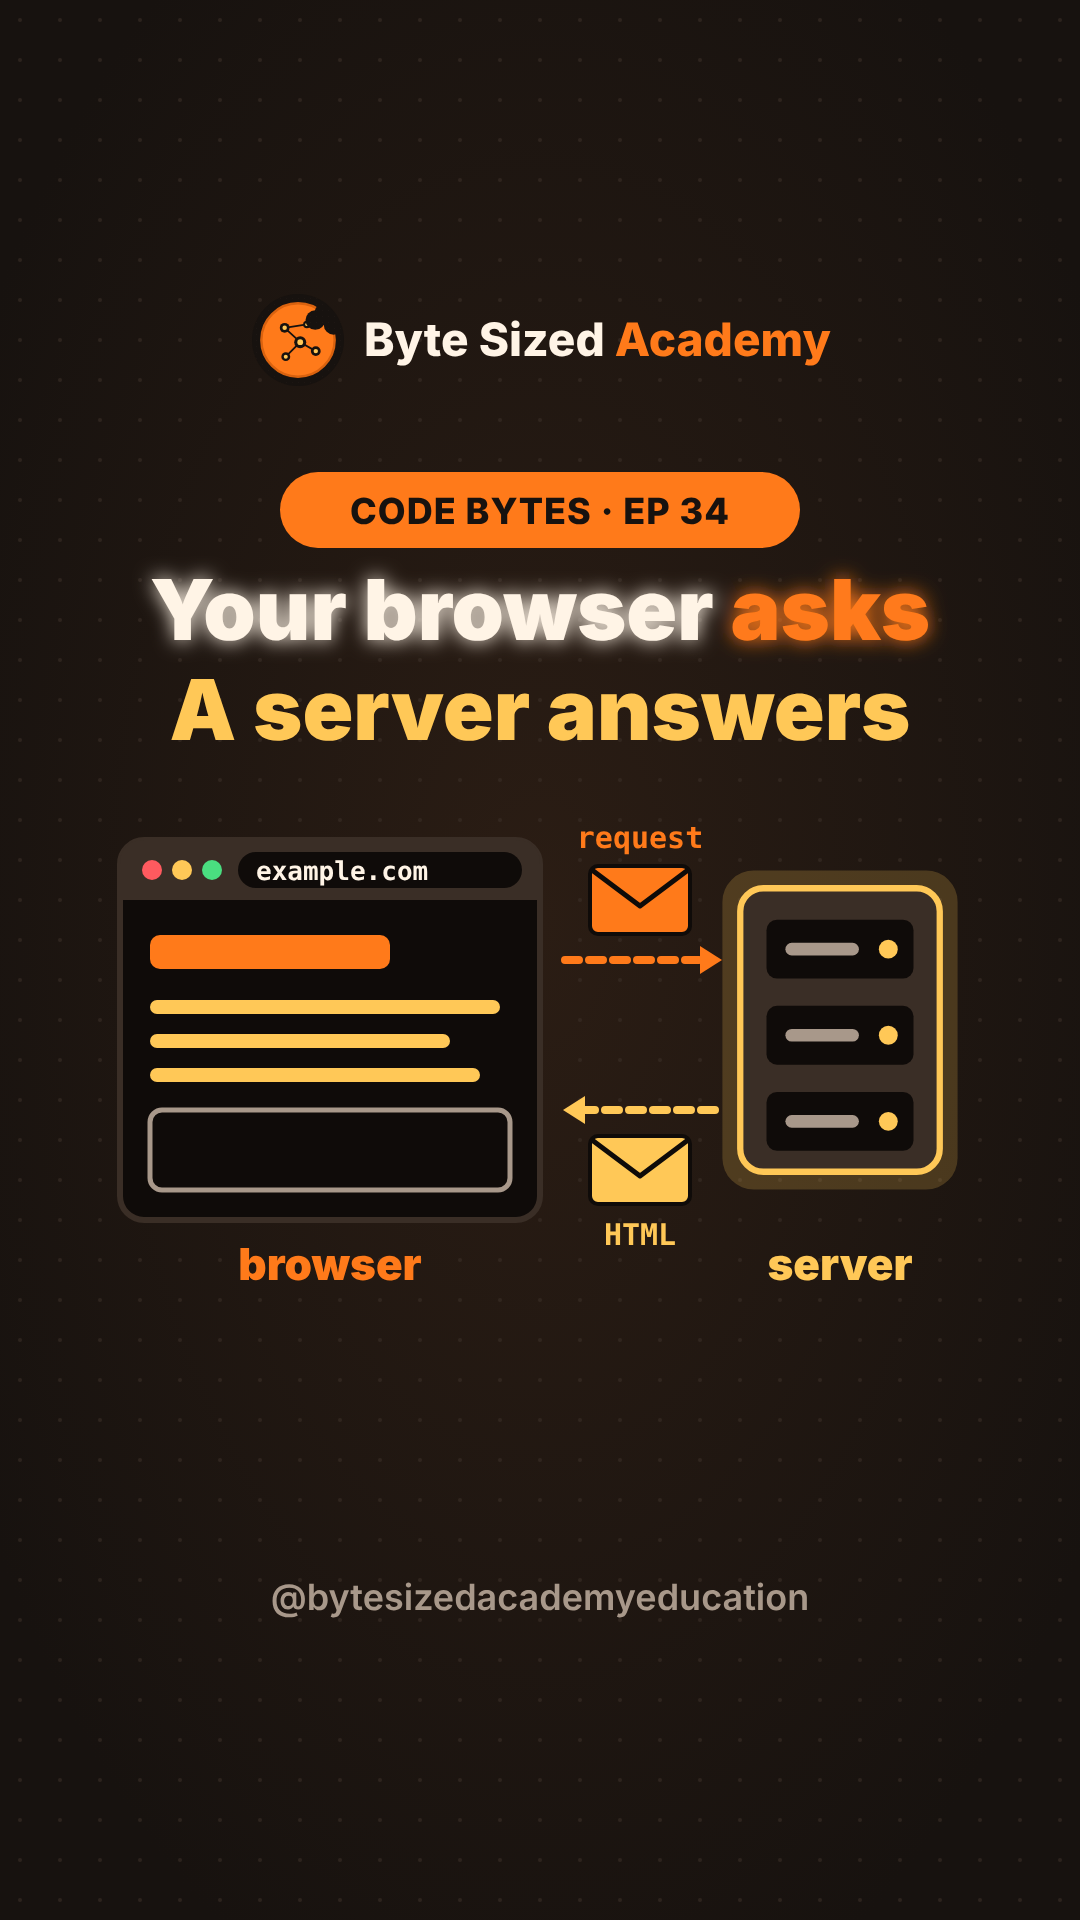 Byte Sized Academy
CODE BYTES · EP 34
Your browser asks
A server answers
request
example.com
HTML
browser
server
@bytesizedacademyeducation